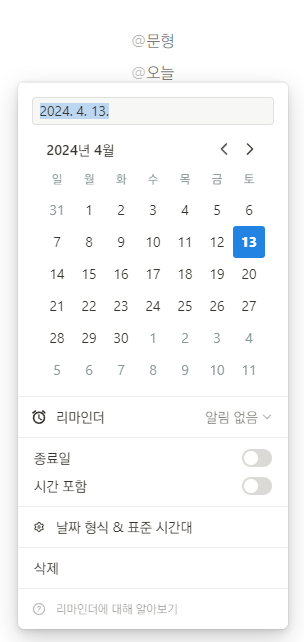 @문형
@오늘
2024. 4. 13.
2024년 4월
일 월 화 수 목 금 토
31 1 2 3 4 5 6
7 8 9 10 11 12 13
14 15 16 17 18 19 20
21 22 23 24 25 26 27
28 29 30 1 2 3 4
5 6 7 8 9 10 11
리마인더 알림 없음
종료일
시간 포함
날짜 형식 & 표준 시간대
삭제
리마인더에 대해 알아보기